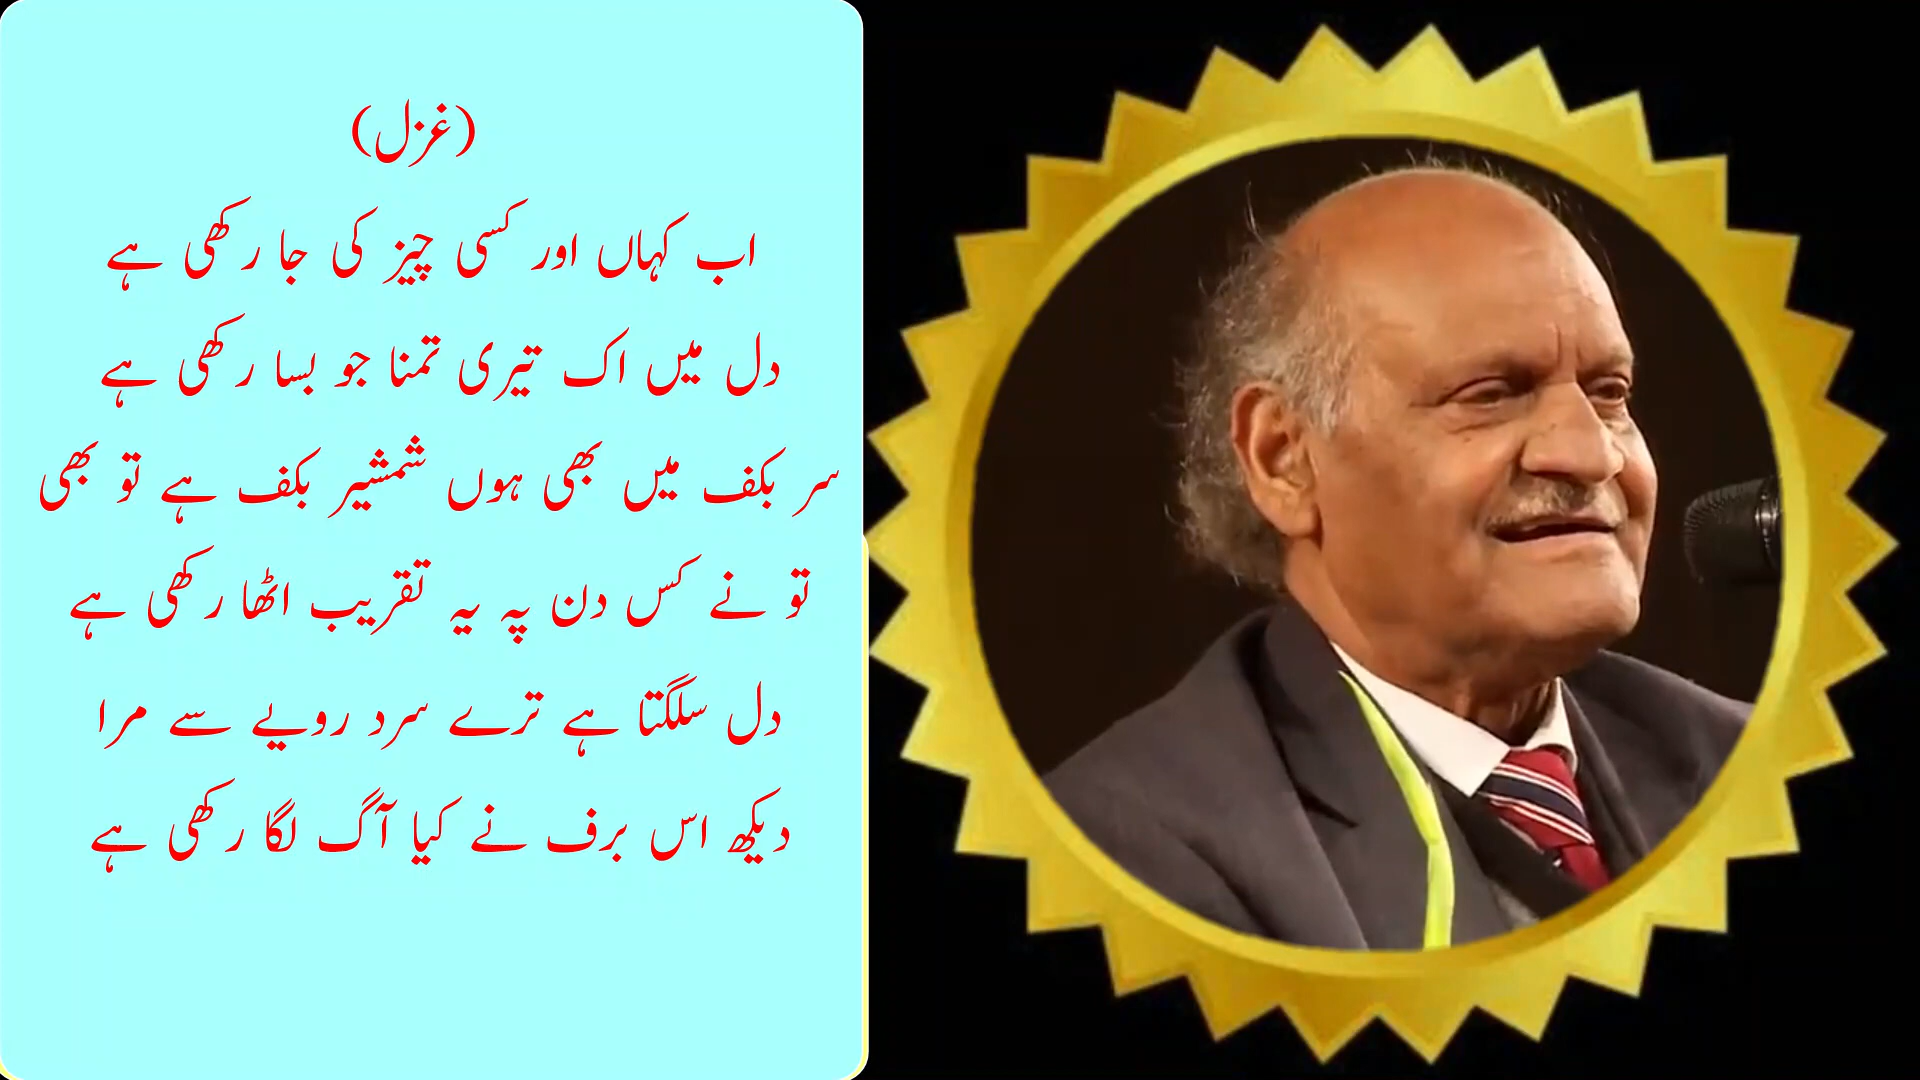 (غزل)
اب کہاں اور کسی چیز کی جا رکھی ہے
دل میں اک تیری تمنا جو بسا رکھی ہے
سر بکف میں بھی ہوں شمشیر بکف ہے تو بھی
تو نے کس دن پہ یہ تقریب اٹھا رکھی ہے
دل سلگتا ہے ترے سرد رویے سے مرا
دیکھ اس برف نے کیا آگ لگا رکھی ہے